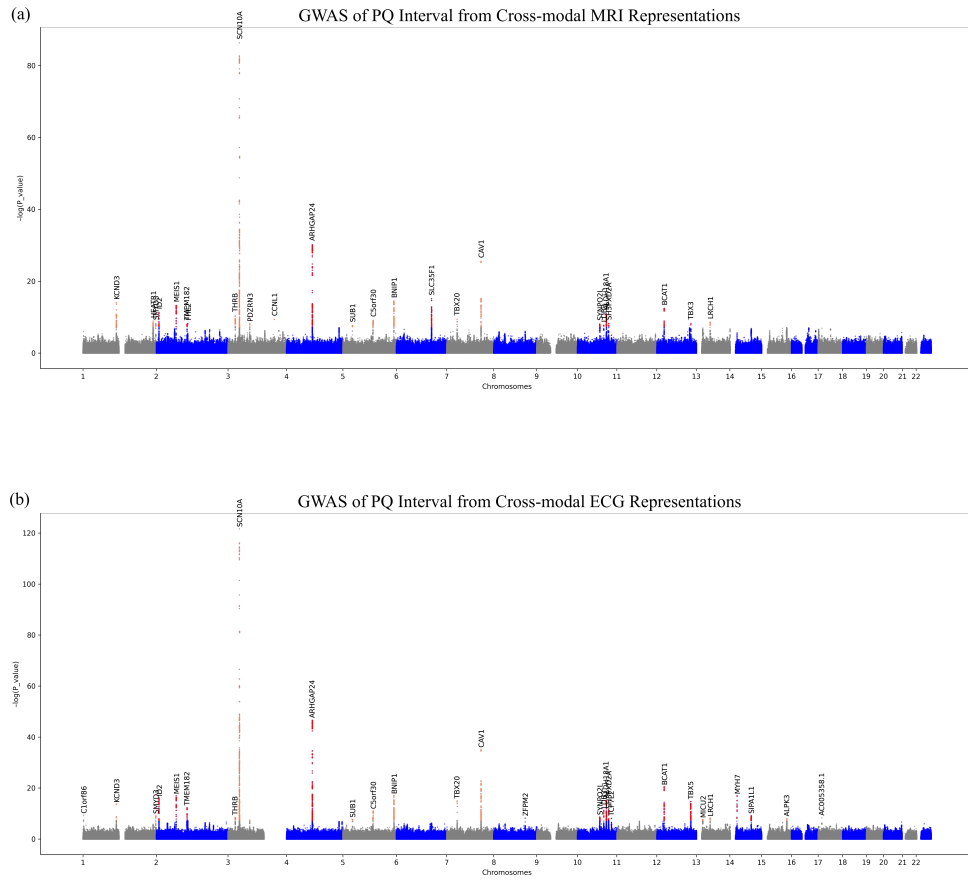 (a)
GWAS of PQ Interval from Cross-modal MRI Representations
SCN10A
80
60
40
20
0
-log(P_value)
ARHGAP24
CAV1
KCND3
ID2
MEIS1
TMEM182
THRB
PDZRN3
CCNL1
SUB1
C5orf30
BNIP1
SLC35F1
TBX20
SYNPO2L
BCAT1
TBX3
LRCH1
1 2 3 4 5 6 7 8 9 10 11 12 13 14 15 16 17 18 19 20 21 22
Chromosomes
(b)
GWAS of PQ Interval from Cross-modal ECG Representations
SCN10A
120
100
80
60
40
20
0
-log(P_value)
ARHGAP24
CAV1
C1orf86
KCND3
SMYD3
ID2
MEIS1
TMEM182
THRB
SUB1
C5orf30
BNIP1
TBX20
ZFPM2
SYNPO2L
BCAT1
TBX5
MICU2
LRCH1
MYH7
SIPA1L1
ALPK3
AC005358.1
1 2 3 4 5 6 7 8 9 10 11 12 13 14 15 16 17 18 19 20 21 22
Chromosomes